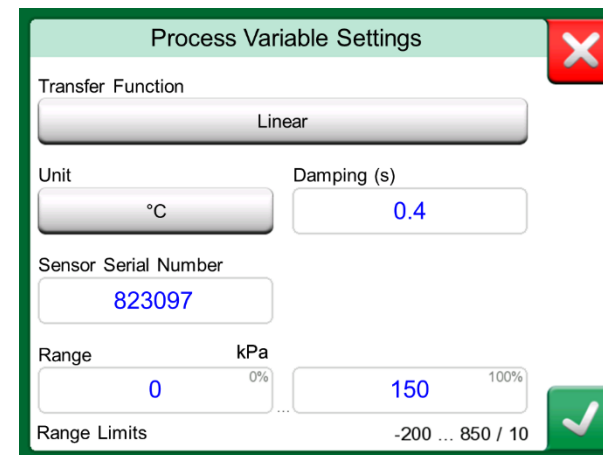 Process Variable Settings
Transfer Function
Linear
Unit Damping (s)
°C 0.4
Sensor Serial Number
823097
Range kPa
0 0% ... 150 100%
Range Limits -200 ... 850 / 10